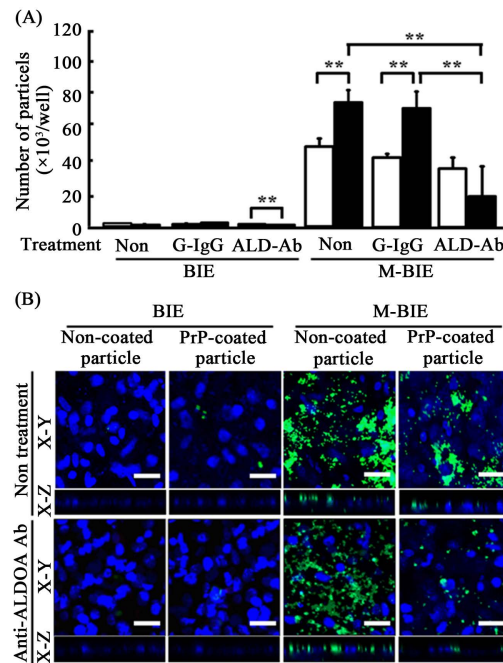 (A)
120
100
80
60
40
20
0
Number of particels
(×10³/well)
** ** ** ** **
Treatment Non G-IgG ALD-Ab Non G-IgG ALD-Ab
BIE M-BIE
(B)
BIE M-BIE
Non-coated particle PrP-coated particle Non-coated particle PrP-coated particle
Non treatment
X-Y
X-Z
Anti-ALDOA Ab
X-Y
X-Z